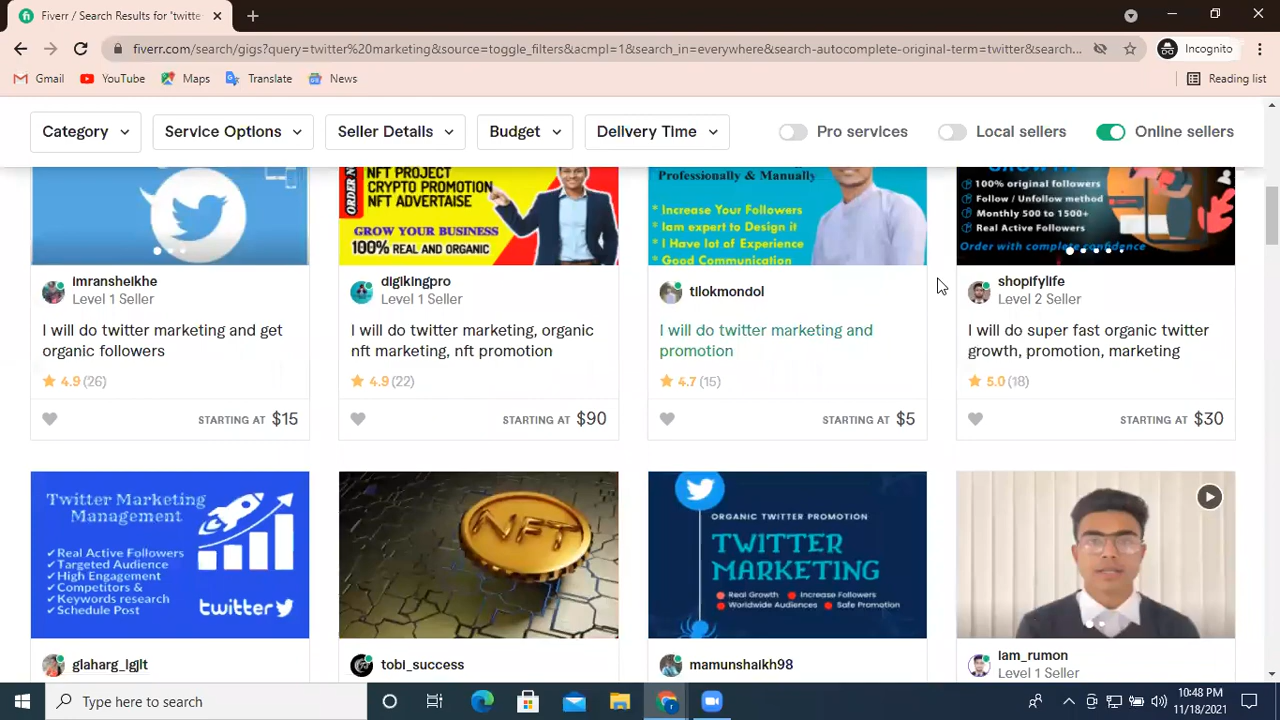 Fiverr / Search Results for 'twitte
fiverr.com/search/gigs?query=twitter%20marketing&source=toggle_filters&acmpl=1&search_in=everywhere&search-autocomplete-original-term=twitter&search...
Incognito
Gmail
YouTube
Maps
Translate
News
Reading list
Category
Service Options
Seller Details
Budget
Delivery Time
Pro services
Local sellers
Online sellers
NFT PROJECT
CRYPTO PROMOTION
NFT ADVERTAISE
GROW YOUR BUSINESS
100% REAL AND ORGANIC
Professionally & Manually
* Increase Your Followers
* Iam expert to Design it
* I Have lot of Experience
* Good Communication
100% original followers
Follow / Unfollow method
Monthly 500 to 1500+
Real Active Followers
Order with complete confidence
imransheikhe
Level 1 Seller
I will do twitter marketing and get
organic followers
4.9 (26)
STARTING AT $15
digikingpro
Level 1 Seller
I will do twitter marketing, organic
nft marketing, nft promotion
4.9 (22)
STARTING AT $90
tilokmondol
I will do twitter marketing and
promotion
4.7 (15)
STARTING AT $5
shopifylife
Level 2 Seller
I will do super fast organic twitter
growth, promotion, marketing
5.0 (18)
STARTING AT $30
Twitter Marketing
Management
Real Active Followers
Targeted Audience
High Engagement
Competitors &
Keywords research
Schedule Post
twitter
NFT
ORGANIC TWITTER PROMOTION
TWITTER
MARKETING
Real Growth
Increase Followers
Worldwide Audiences
Safe Promotion
glaharg_lgjlt
tobi_success
mamunshaikh98
iam_rumon
Level 1 Seller
Type here to search
10:48 PM
11/18/2021